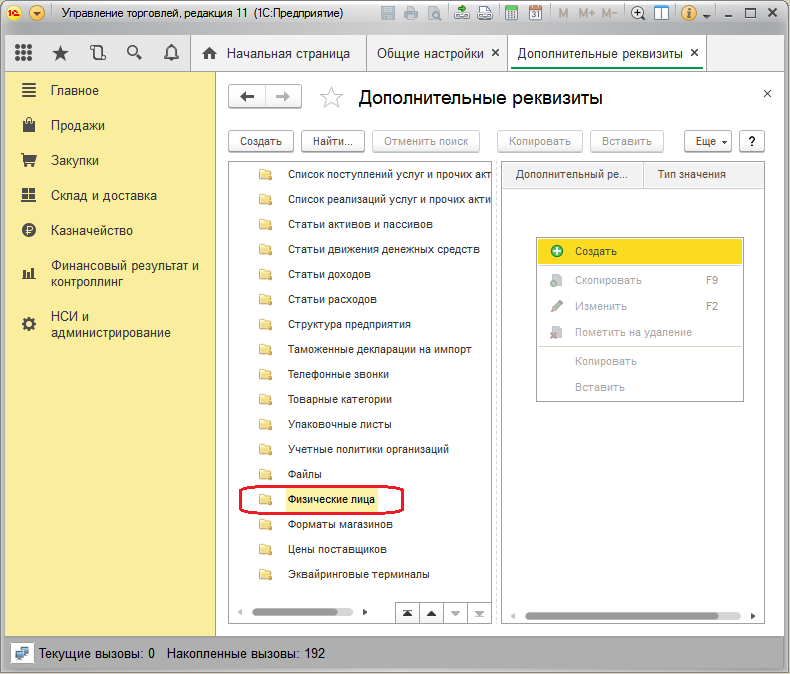 Управление торговлей, редакция 11 (1С:Предприятие)
M M+ M-
31
Начальная страница
Общие настройки ×
Дополнительные реквизиты ×
Главное
Продажи
Закупки
Склад и доставка
Казначейство
Финансовый результат и
контроллинг
НСИ и
администрирование
Дополнительные реквизиты
Создать
Найти...
Отменить поиск
Копировать
Вставить
Еще
?
Список поступлений услуг и прочих акт
Список реализаций услуг и прочих акти
Статьи активов и пассивов
Статьи движения денежных средств
Статьи доходов
Статьи расходов
Структура предприятия
Таможенные декларации на импорт
Телефонные звонки
Товарные категории
Упаковочные листы
Учетные политики организаций
Файлы
Физические лица
Форматы магазинов
Цены поставщиков
Эквайринговые терминалы
Дополнительный ре...
Тип значения
Создать
Скопировать F9
Изменить F2
Пометить на удаление
Копировать
Вставить
Текущие вызовы: 0 Накопленные вызовы: 192